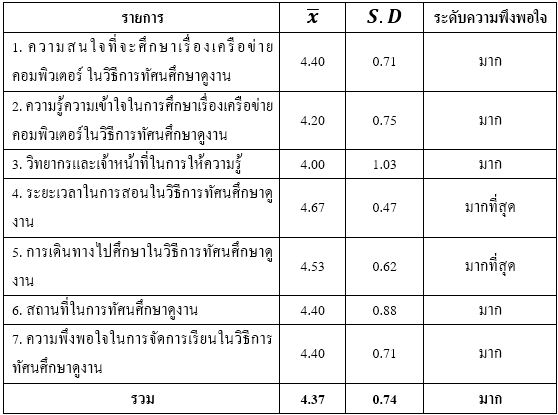 รายการ x̄ S.D ระดับความพึงพอใจ
1. ความสนใจที่จะศึกษาเรื่องเครือข่าย
คอมพิวเตอร์ ในวิธีการทัศนศึกษาดูงาน 4.40 0.71 มาก
2. ความรู้ความเข้าใจในการศึกษาเรื่องเครือข่าย
คอมพิวเตอร์ในวิธีการทัศนศึกษาดูงาน 4.20 0.75 มาก
3. วิทยากรและเจ้าหน้าที่ในการให้ความรู้ 4.00 1.03 มาก
4. ระยะเวลาในการสอนในวิธีการทัศนศึกษาดู
งาน 4.67 0.47 มากที่สุด
5. การเดินทางไปศึกษาในวิธีการทัศนศึกษาดู
งาน 4.53 0.62 มากที่สุด
6. สถานที่ในการทัศนศึกษาดูงาน 4.40 0.88 มาก
7. ความพึงพอใจในการจัดการเรียนในวิธีการ
ทัศนศึกษาดูงาน 4.40 0.71 มาก
รวม 4.37 0.74 มาก